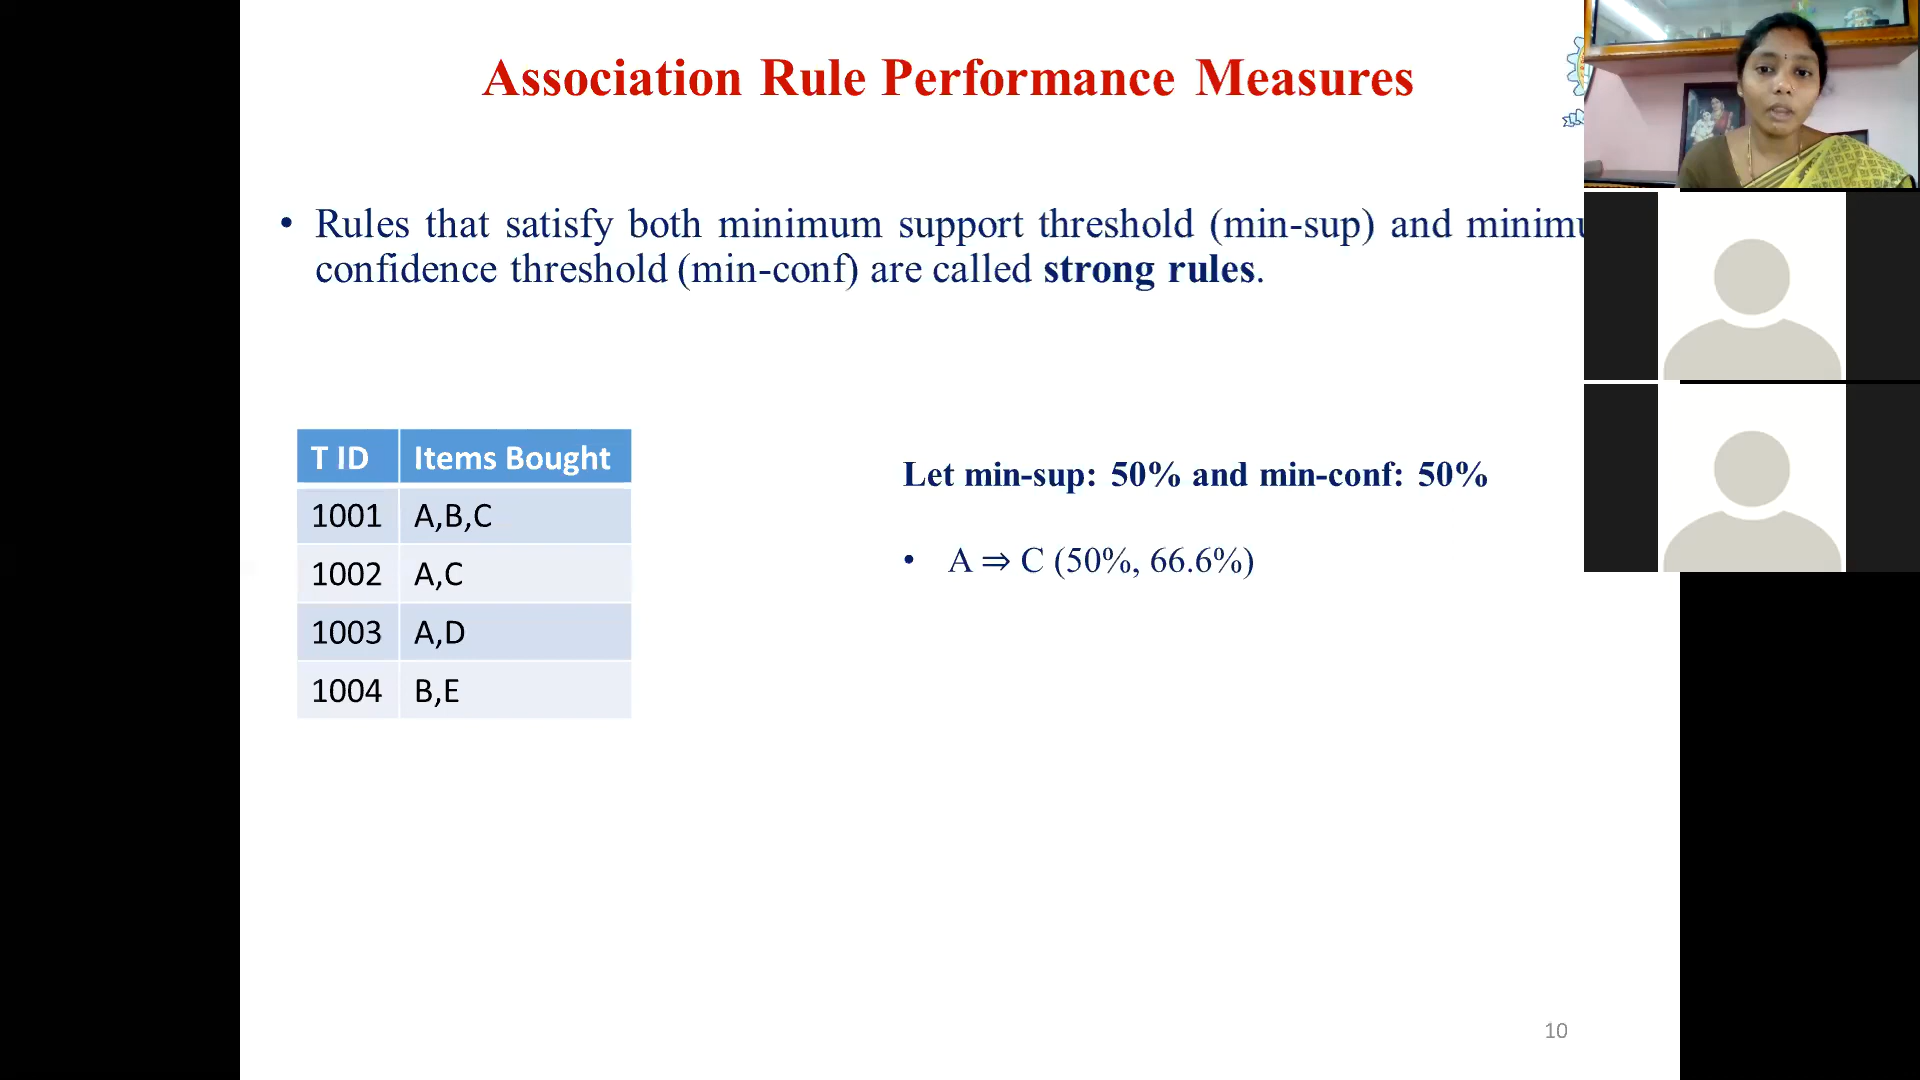 Association Rule Performance Measures
• Rules that satisfy both minimum support threshold (min-sup) and
confidence threshold (min-conf) are called strong rules.
T ID Items Bought
1001 A,B,C
1002 A,C
1003 A,D
1004 B,E
Let min-sup: 50% and min-conf: 50%
• A ⇒ C (50%, 66.6%)
10